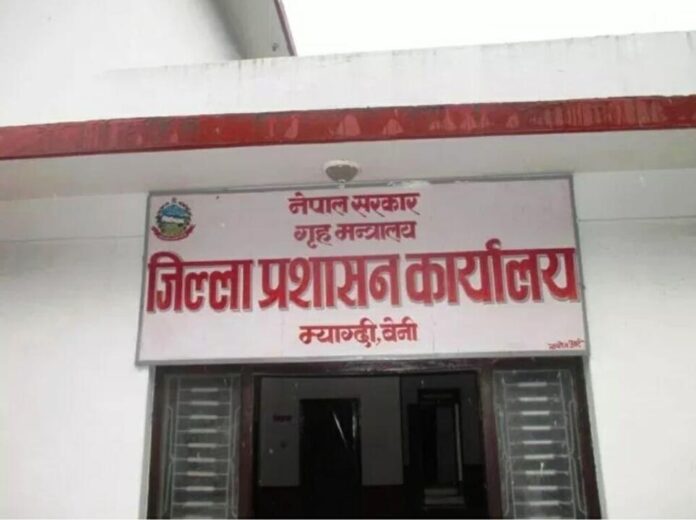 नेपाल सरकार
गृह मन्त्रालय
जिल्ला प्रशासन कार्यालय
म्याग्दी, बेनी